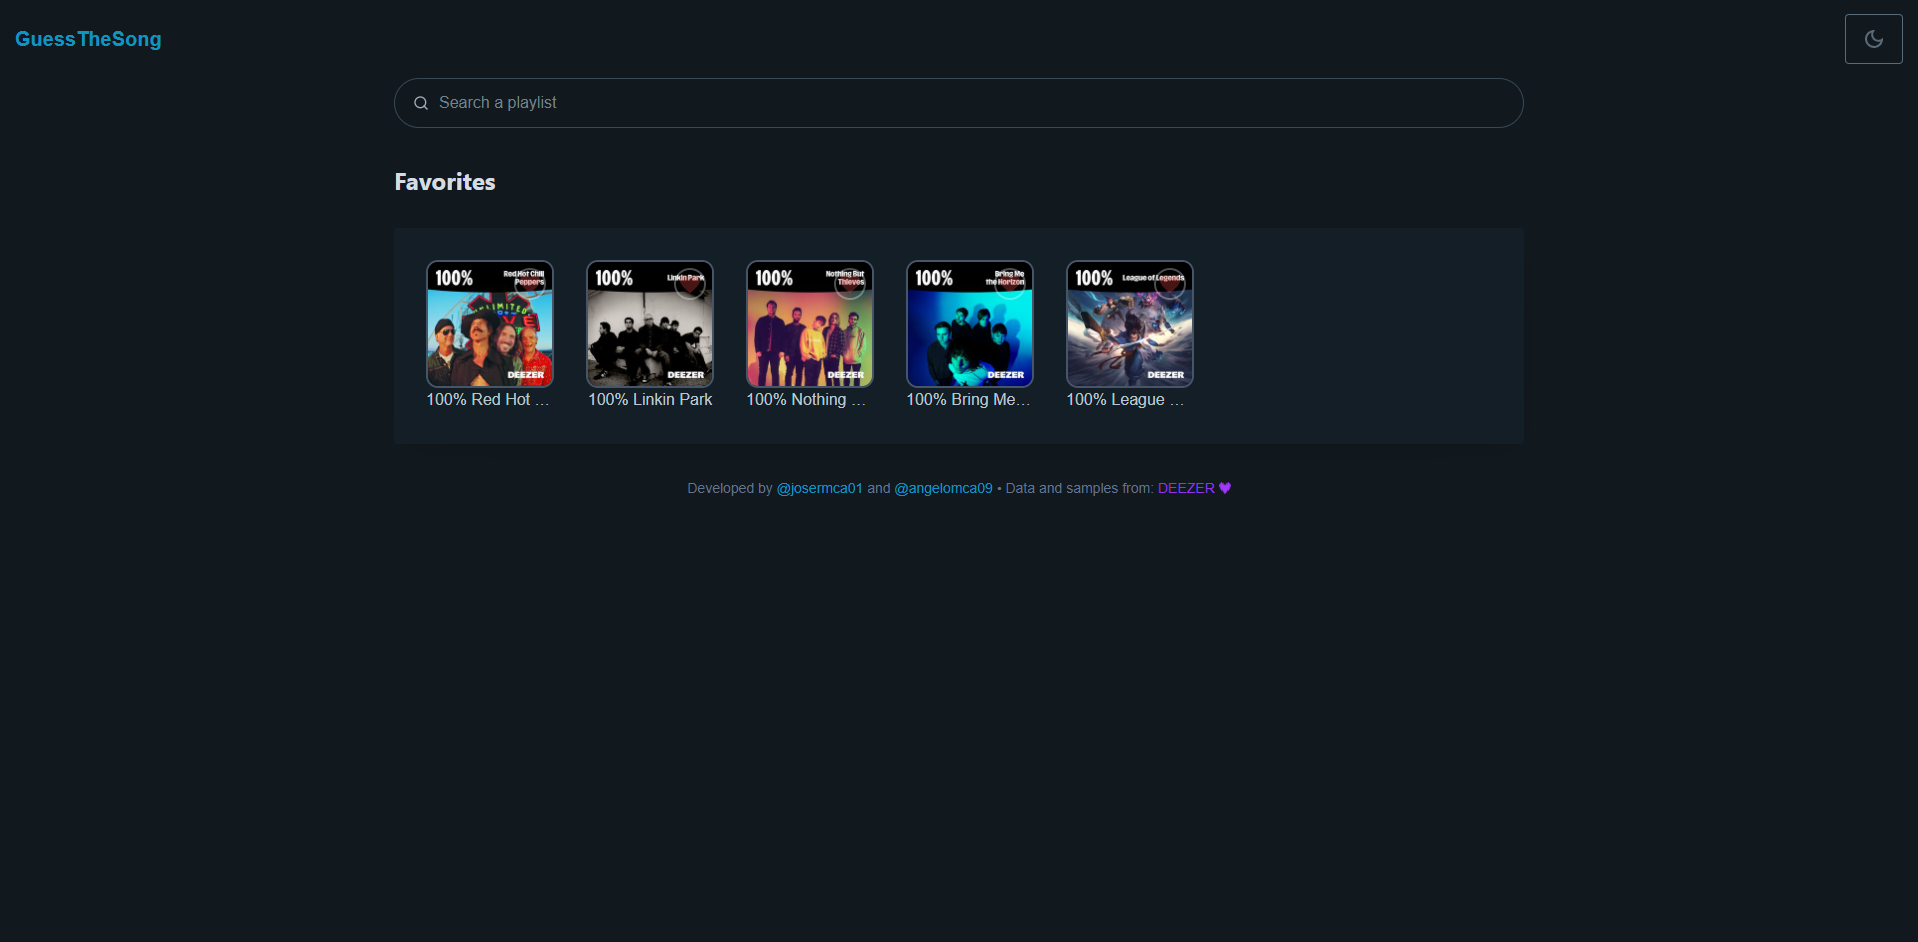 GuessTheSong
Search a playlist
Favorites
100%
Red Hot Chili
Peppers
UNLIMITED
DEEZER
100% Red Hot ...
100%
Linkin Park
DEEZER
100% Linkin Park
100%
Nothing But
Thieves
DEEZER
100% Nothing ...
100%
Bring Me
the Horizon
DEEZER
100% Bring Me...
100%
League of Legends
DEEZER
100% League ...
Developed by @josermca01 and @angelomca09 • Data and samples from: DEEZER